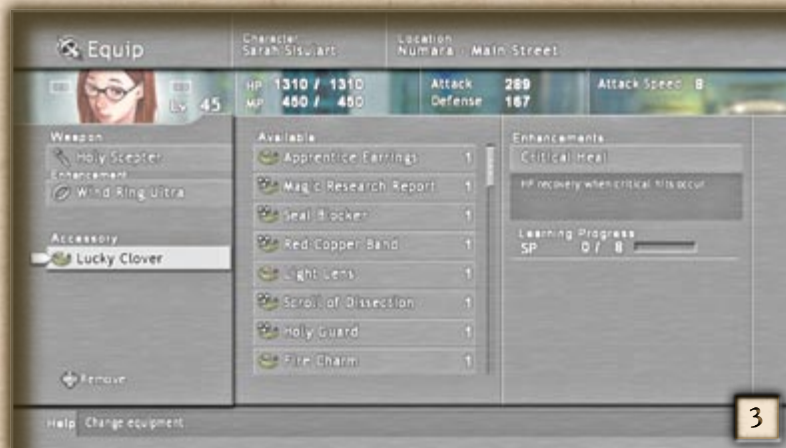 Equip
Character
Sarah Sisulart
Location
Numara : Main Street
HP 1310 / 1310
MP 450 / 450
Attack 289
Defense 167
Attack Speed 8
Lv. 45
Weapon
Holy Scepter
Enhancement
Wind Ring Ultra
Accessory
Lucky Clover
Remove
Available
Apprentice Earrings 1
Magic Research Report 1
Seal Blocker 1
Red Copper Band 1
Light Lens 1
Scroll of Dissection 1
Holy Guard 1
Fire Charm 1
Enhancements
Critical Heal
HP recovery when critical hits occur.
Learning Progress
SP 0 / 8
Help Change equipment
3